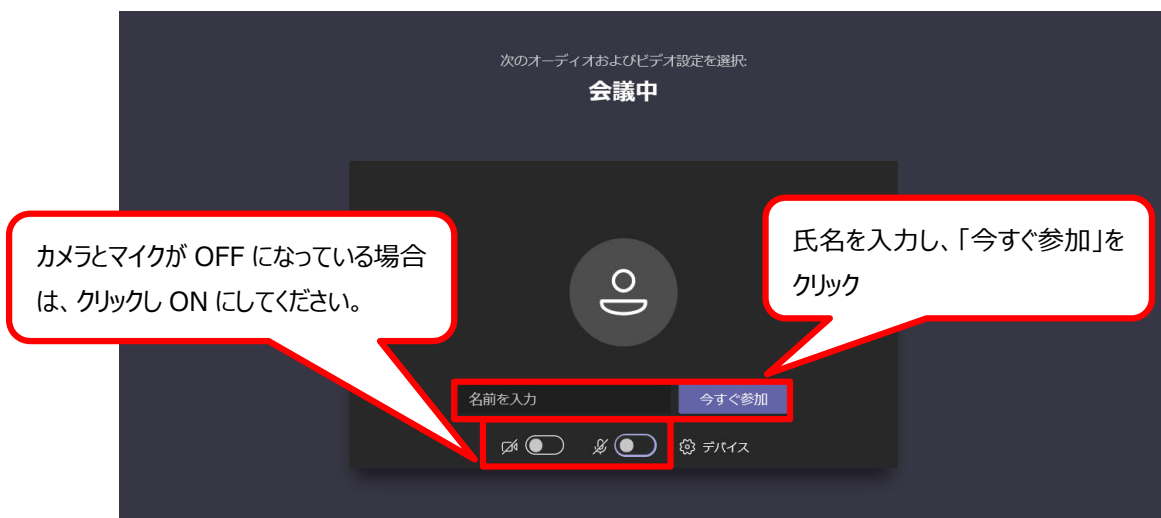 次のオーディオおよびビデオ設定を選択:
会議中
カメラとマイクが OFF になっている場合
は、クリックし ON にしてください。
氏名を入力し、「今すぐ参加」を
クリック
名前を入力
今すぐ参加
デバイス